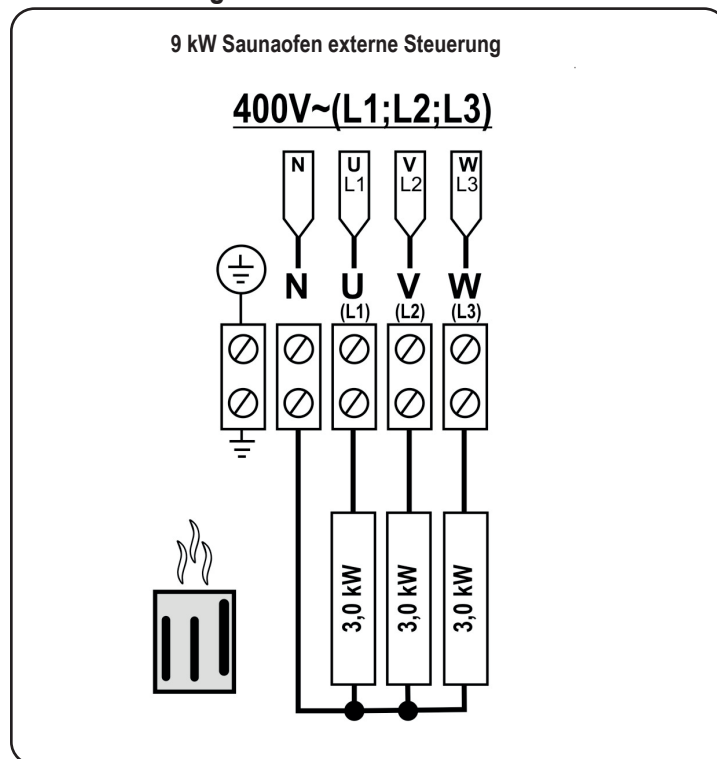 9 kW Saunaofen externe Steuerung
400V~(L1;L2;L3)
N U V W
L1 L2 L3
N U V W
(L1) (L2) (L3)
3,0 kW 3,0 kW 3,0 kW